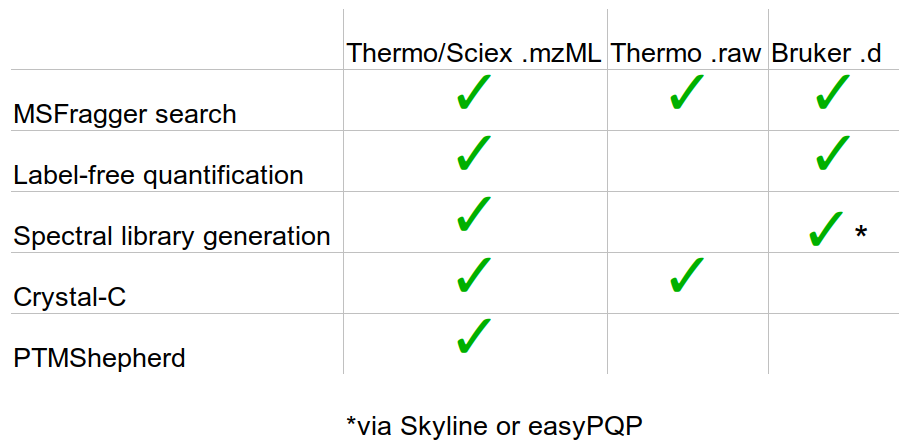 Thermo/Sciex .mzML Thermo .raw Bruker .d
MSFragger search ✓ ✓ ✓
Label-free quantification ✓ ✓
Spectral library generation ✓ ✓ *
Crystal-C ✓ ✓
PTMShepherd ✓
*via Skyline or easyPQP